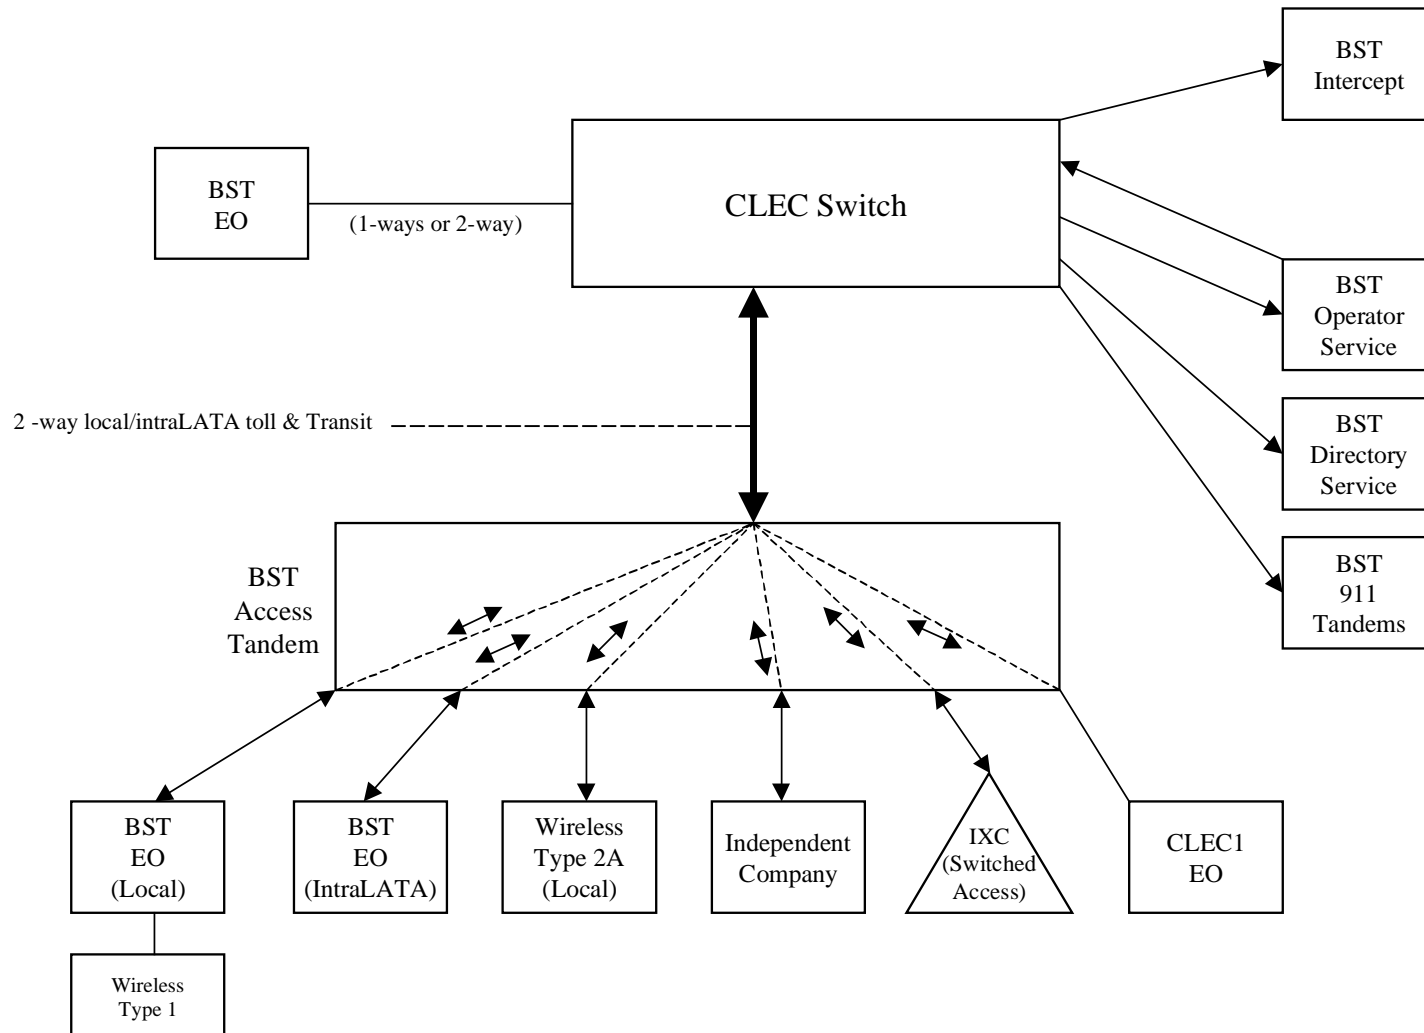 BST
Intercept
BST
EO
(1-ways or 2-way)
CLEC Switch
BST
Operator
Service
2 -way local/intraLATA toll & Transit
BST
Directory
Service
BST
911
Tandems
BST
Access
Tandem
BST
EO
(Local)
BST
EO
(IntraLATA)
Wireless
Type 2A
(Local)
Independent
Company
IXC
(Switched
Access)
CLEC1
EO
Wireless
Type 1